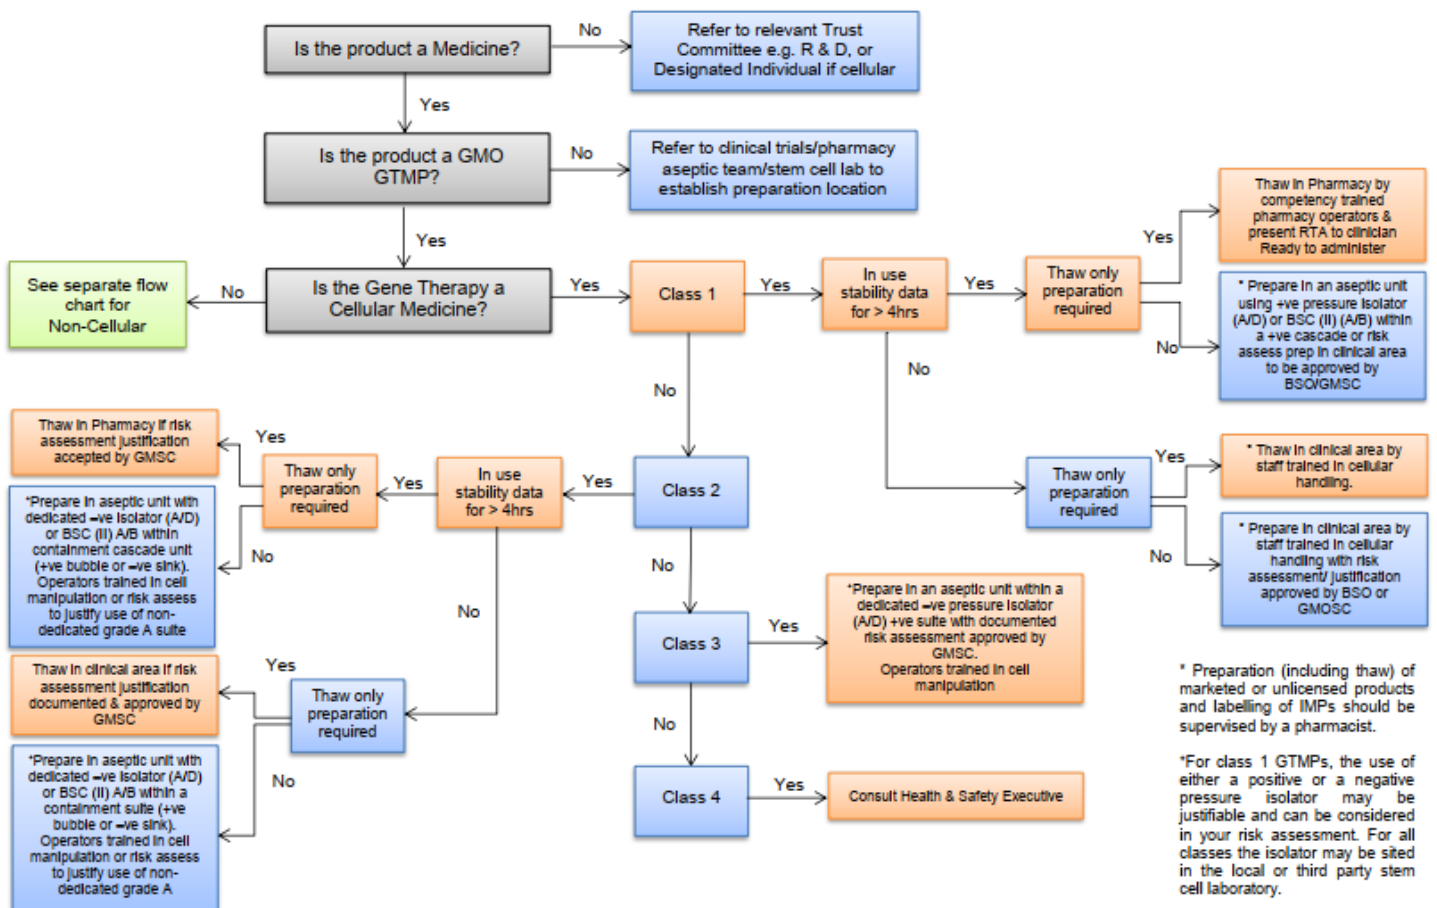 Is the product a Medicine?
No
Refer to relevant Trust
Committee e.g. R & D, or
Designated Individual if cellular
Yes
Is the product a GMO
GTMP?
No
Refer to clinical trials/pharmacy
aseptic team/stem cell lab to
establish preparation location
Yes
Is the Gene Therapy a
Cellular Medicine?
No
See separate flow
chart for
Non-Cellular
Yes
Class 1
Yes
In use
stability data
for > 4hrs
Yes
Thaw only
preparation
required
Yes
Thaw in Pharmacy by
competency trained
pharmacy operators &
present RTA to clinician
Ready to administer
No
* Prepare in an aseptic unit
using +ve pressure isolator
(A/D) or BSC (II) (A/B) within
a +ve cascade or risk
assess prep in clinical area
to be approved by
BSO/GMSC
No
Thaw only
preparation
required
Yes
* Thaw in clinical area by
staff trained in cellular
handling.
No
* Prepare in clinical area by
staff trained in cellular
handling with risk
assessment/ justification
approved by BSO or
GMOSC
No
Class 2
Yes
In use
stability data
for > 4hrs
Yes
Thaw only
preparation
required
Yes
Thaw in Pharmacy if risk
assessment justification
accepted by GMSC
No
*Prepare in aseptic unit with
dedicated –ve isolator (A/D)
or BSC (II) A/B within
containment cascade unit
(+ve bubble or –ve sink).
Operators trained in cell
manipulation or risk assess
to justify use of non-
dedicated grade A suite
No
Thaw only
preparation
required
Yes
Thaw in clinical area if risk
assessment justification
documented & approved by
GMSC
No
*Prepare in aseptic unit with
dedicated –ve isolator (A/D)
or BSC (II) A/B within a
containment suite (+ve
bubble or –ve sink).
Operators trained in cell
manipulation or risk assess
to justify use of non-
dedicated grade A
No
Class 3
Yes
*Prepare in an aseptic unit within a
dedicated –ve pressure isolator
(A/D) +ve suite with documented
risk assessment approved by
GMSC.
Operators trained in cell
manipulation
No
Class 4
Yes
Consult Health & Safety Executive
* Preparation (including thaw) of
marketed or unlicensed products
and labelling of IMPs should be
supervised by a pharmacist.
*For class 1 GTMPs, the use of
either a positive or a negative
pressure isolator may be
justifiable and can be considered
in your risk assessment. For all
classes the isolator may be sited
in the local or third party stem
cell laboratory.